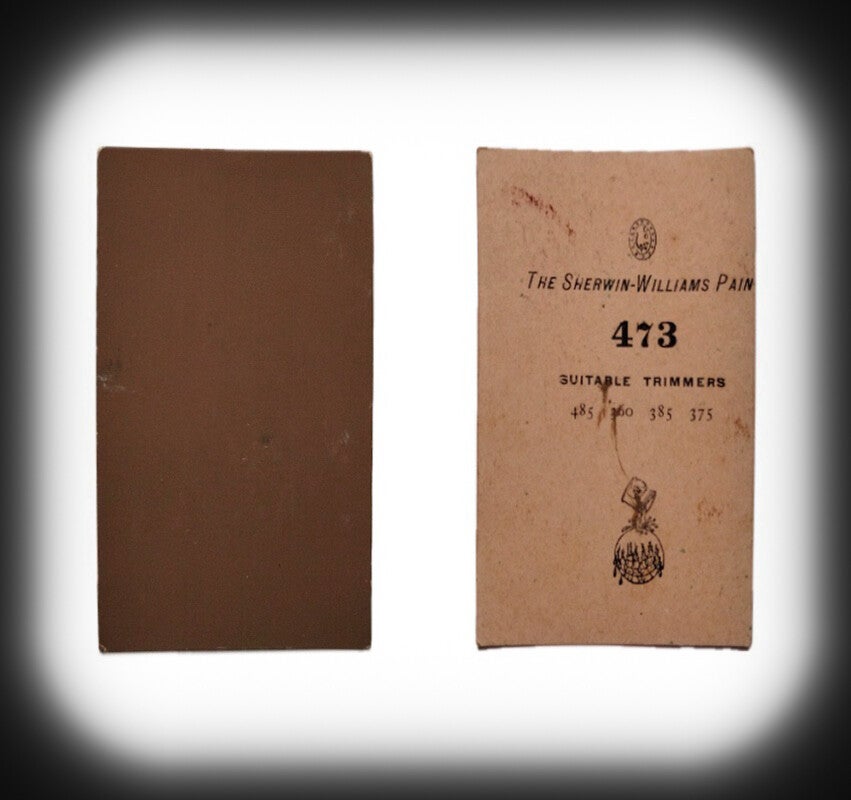 THE SHERWIN-WILLIAMS PAIN
473
SUITABLE TRIMMERS
485 360 385 375